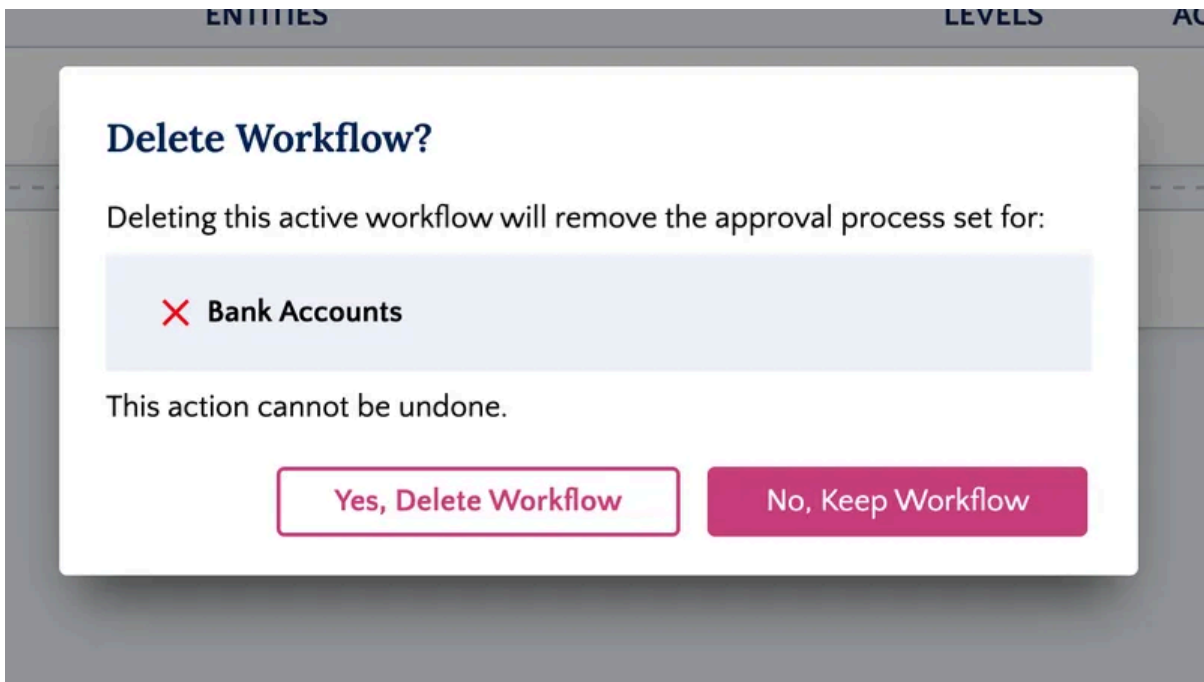 ENTITIES LEVELS
Delete Workflow?
Deleting this active workflow will remove the approval process set for:
Bank Accounts
This action cannot be undone.
Yes, Delete Workflow No, Keep Workflow